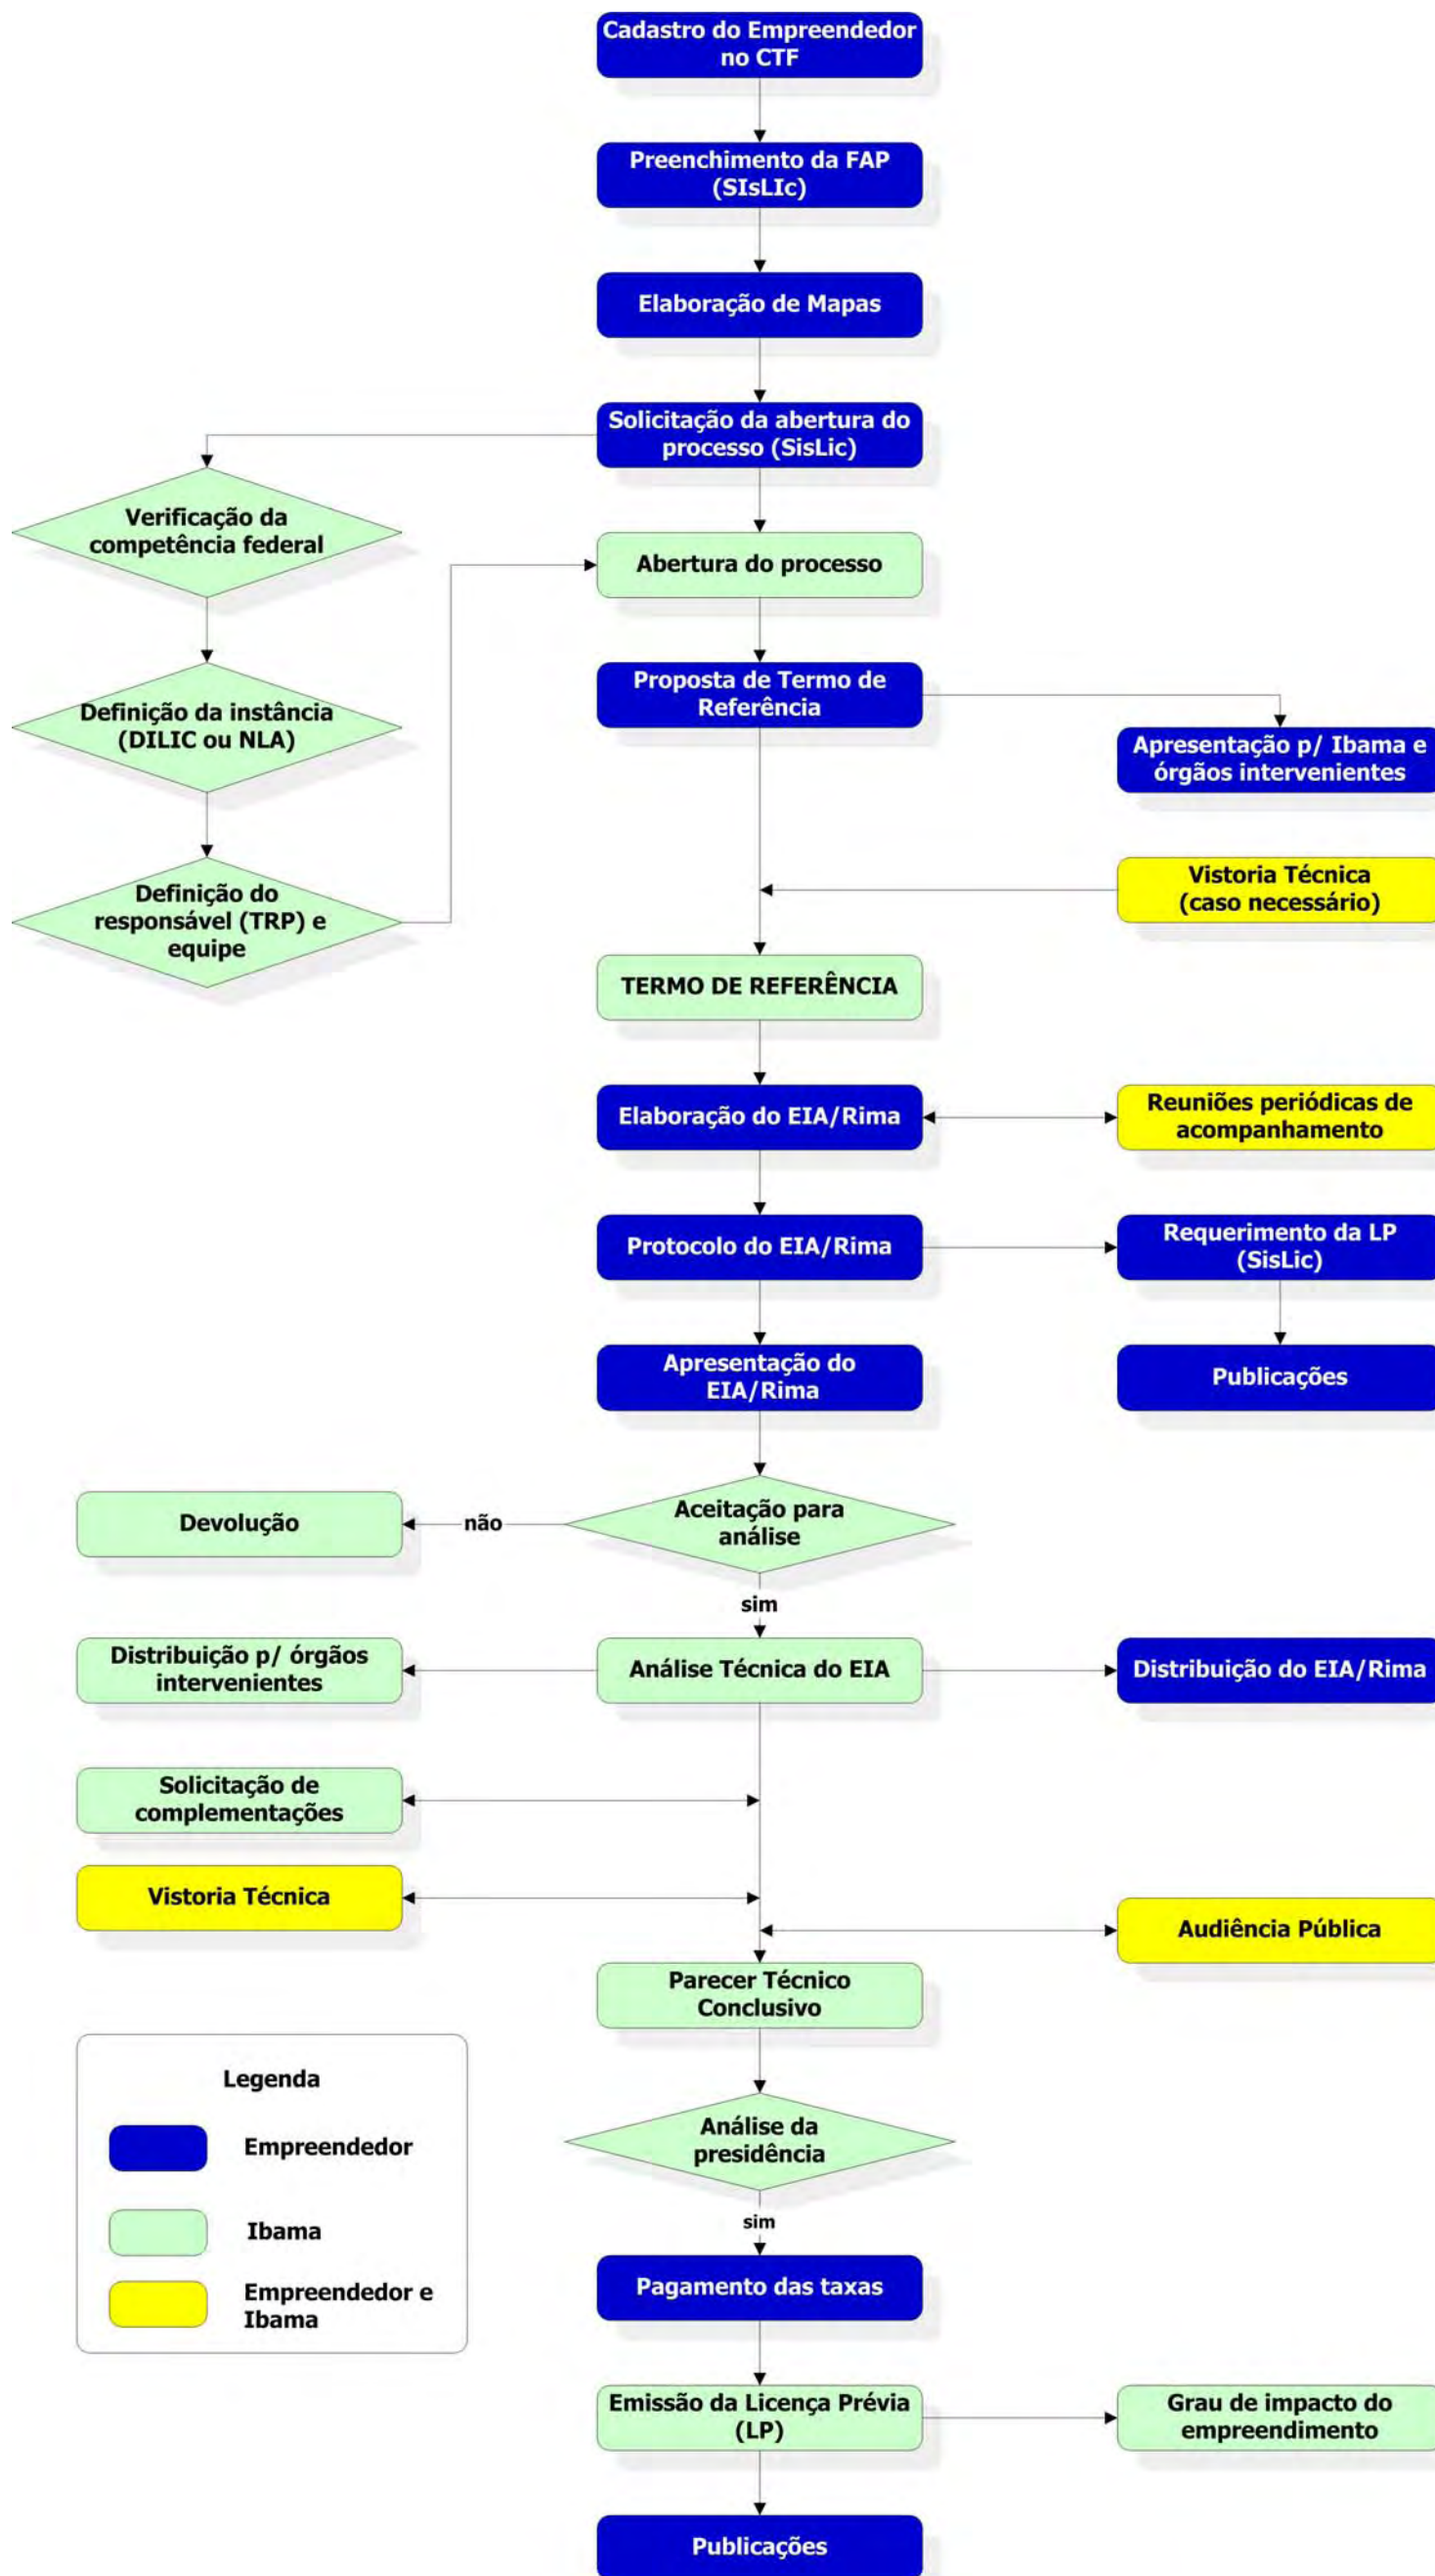 Cadastro do Empreendedor
no CTF
Preenchimento da FAP
(SIsLIc)
Elaboração de Mapas
Solicitação da abertura do
processo (SisLic)
Verificação da
competência federal
Abertura do processo
Definição da instância
(DILIC ou NLA)
Proposta de Termo de
Referência
Apresentação p/ Ibama e
órgãos intervenientes
Definição do
responsável (TRP) e
equipe
Vistoria Técnica
(caso necessário)
TERMO DE REFERÊNCIA
Elaboração do EIA/Rima
Reuniões periódicas de
acompanhamento
Protocolo do EIA/Rima
Requerimento da LP
(SisLic)
Apresentação do
EIA/Rima
Publicações
Devolução
não
Aceitação para
análise
sim
Distribuição p/ órgãos
intervenientes
Análise Técnica do EIA
Distribuição do EIA/Rima
Solicitação de
complementações
Vistoria Técnica
Audiência Pública
Parecer Técnico
Conclusivo
Legenda
Empreendedor
Ibama
Empreendedor e
Ibama
Análise da
presidência
sim
Pagamento das taxas
Emissão da Licença Prévia
(LP)
Grau de impacto do
empreendimento
Publicações